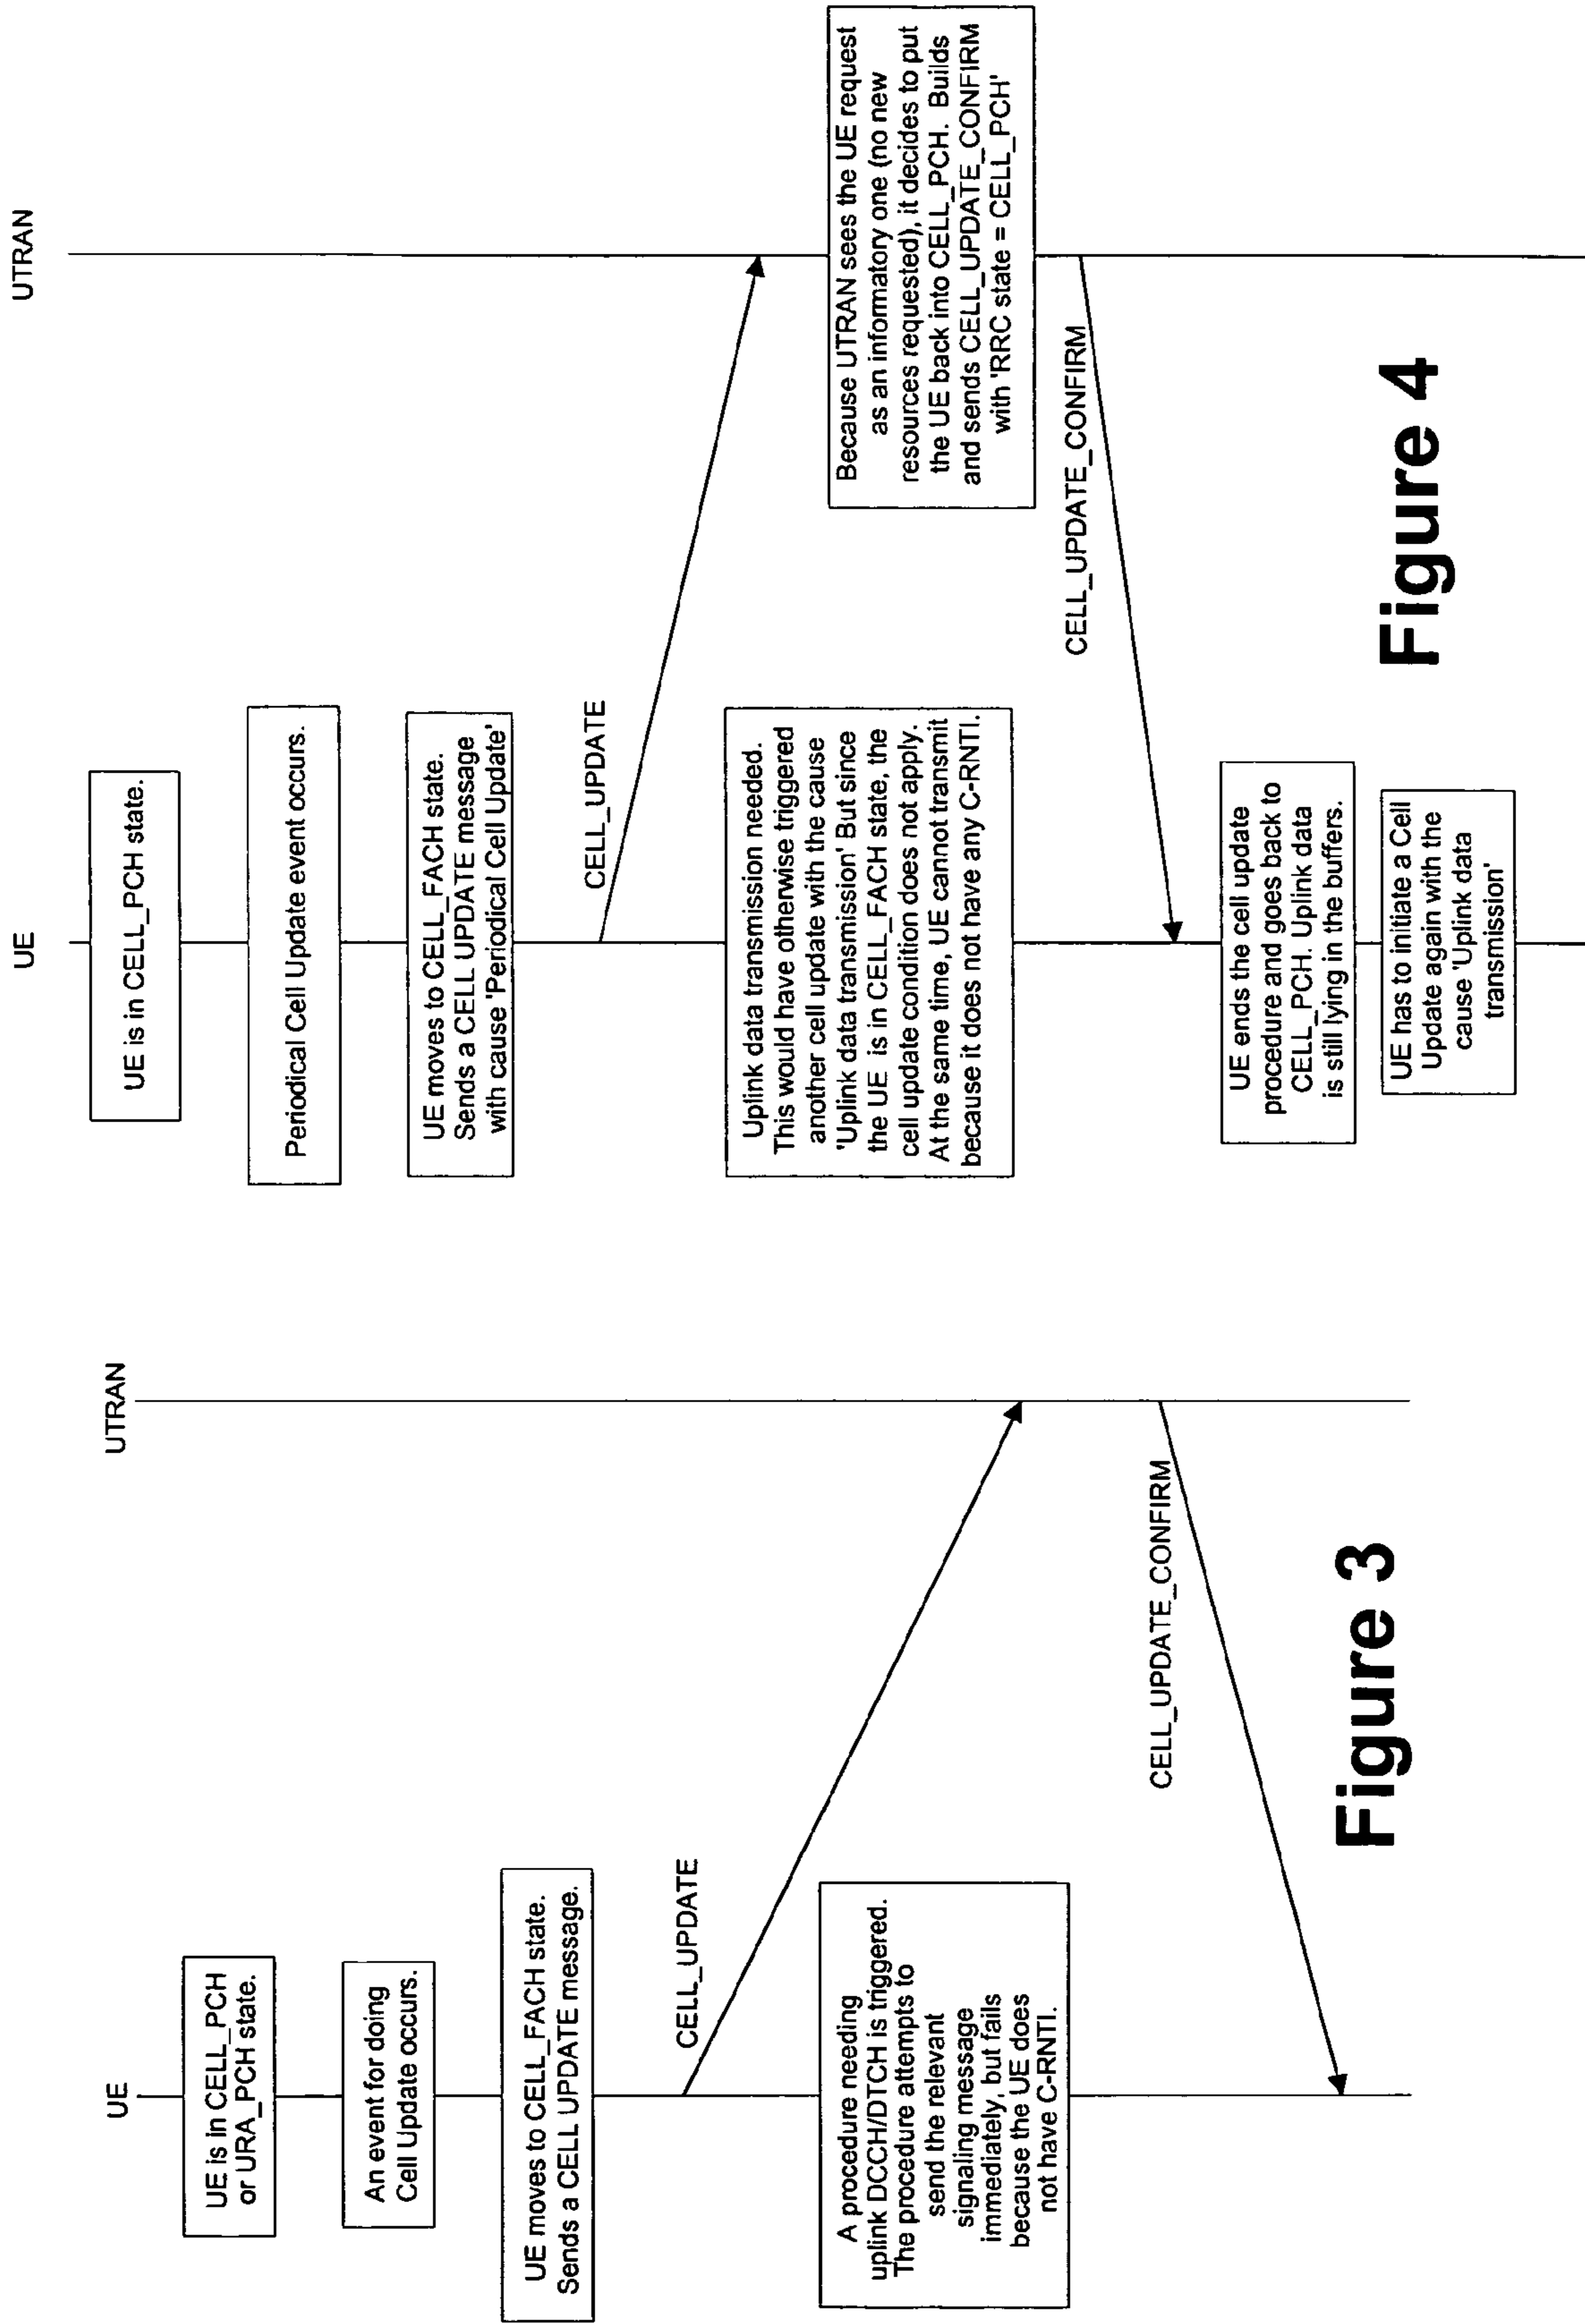 UE
UTRAN
UE is in CELL_PCH
or URA_PCH state.
An event for doing
Cell Update occurs.
UE moves to CELL_FACH state.
Sends a CELL UPDATE message.
CELL_UPDATE
A procedure needing
uplink DCCH/DTCH is triggered.
The procedure attempts to
send the relevant
signaling message
immediately, but fails
because the UE does
not have C-RNTI.
CELL_UPDATE_CONFIRM
Figure 3
UE
UTRAN
UE is in CELL_PCH state.
Periodical Cell Update event occurs.
UE moves to CELL_FACH state.
Sends a CELL UPDATE message
with cause 'Periodical Cell Update'
CELL_UPDATE
Uplink data transmission needed.
This would have otherwise triggered
another cell update with the cause
'Uplink data transmission' But since
the UE is in CELL_FACH state, the
cell update condition does not apply.
At the same time, UE cannot transmit
because it does not have any C-RNTI.
Because UTRAN sees the UE request
as an informatory one (no new
resources requested), it decides to put
the UE back into CELL_PCH. Builds
and sends CELL_UPDATE_CONFIRM
with 'RRC state = CELL_PCH'
CELL_UPDATE_CONFIRM
UE ends the cell update
procedure and goes back to
CELL_PCH. Uplink data
is still lying in the buffers.
UE has to initiate a Cell
Update again with the
cause 'Uplink data
transmission'
Figure 4